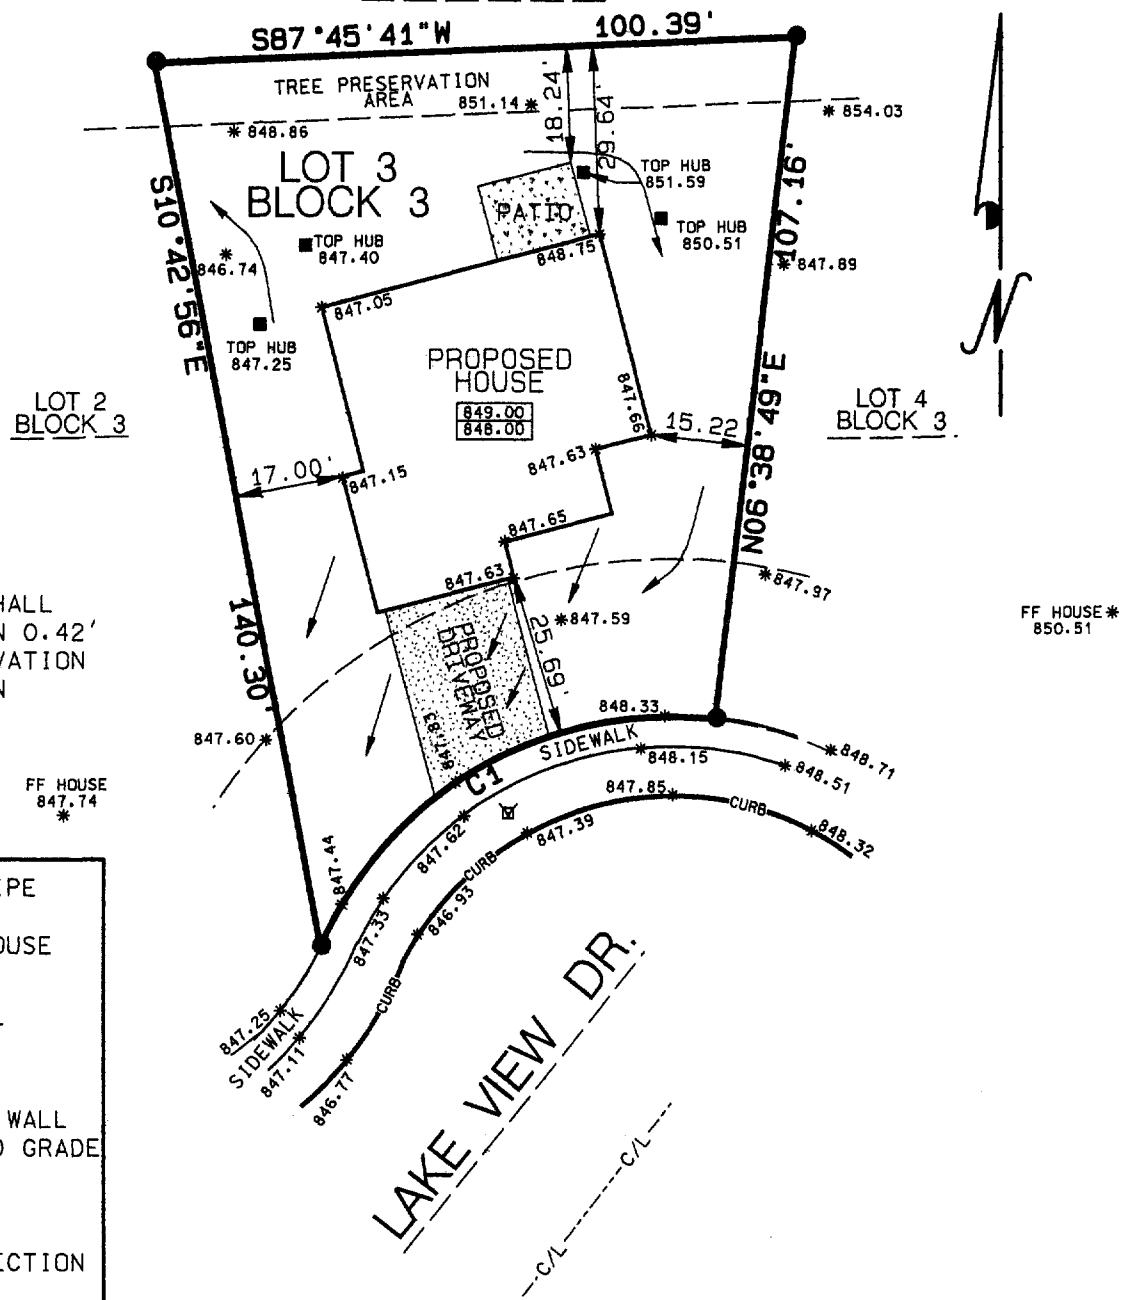 S87°45'41"W 100.39'
TREE PRESERVATION
AREA
851.14
854.03
848.86
18.24'
29.64'
LOT 3
BLOCK 3
TOP HUB
851.59
PATIO
TOP HUB
850.51
S10°42'56"E
107.16'
TOP HUB
847.40
846.74
848.75
847.89
847.05
TOP HUB
847.25
PROPOSED
HOUSE
849.00
848.00
847.66
LOT 2
BLOCK 3
LOT 4
BLOCK 3
N06°38'49"E
15.22
847.63
17.00'
847.15
847.65
847.63
847.97
HALL
N 0.42'
VATION
N
140.30'
847.59
FF HOUSE
850.51
PROPOSED
DRIVEWAY
25.69'
847.83
848.33
847.60
SIDEWALK
848.15
848.71
848.51
FF HOUSE
847.74
C1
847.85
CURB
848.32
847.39
847.62
847.44
CURB
847.33
846.93
CURB
847.25
SIDEWALK
847.11
846.77
LAKE VIEW DR.
C/L
C/L
N
PE
OUSE
WALL
D GRADE
ECTION